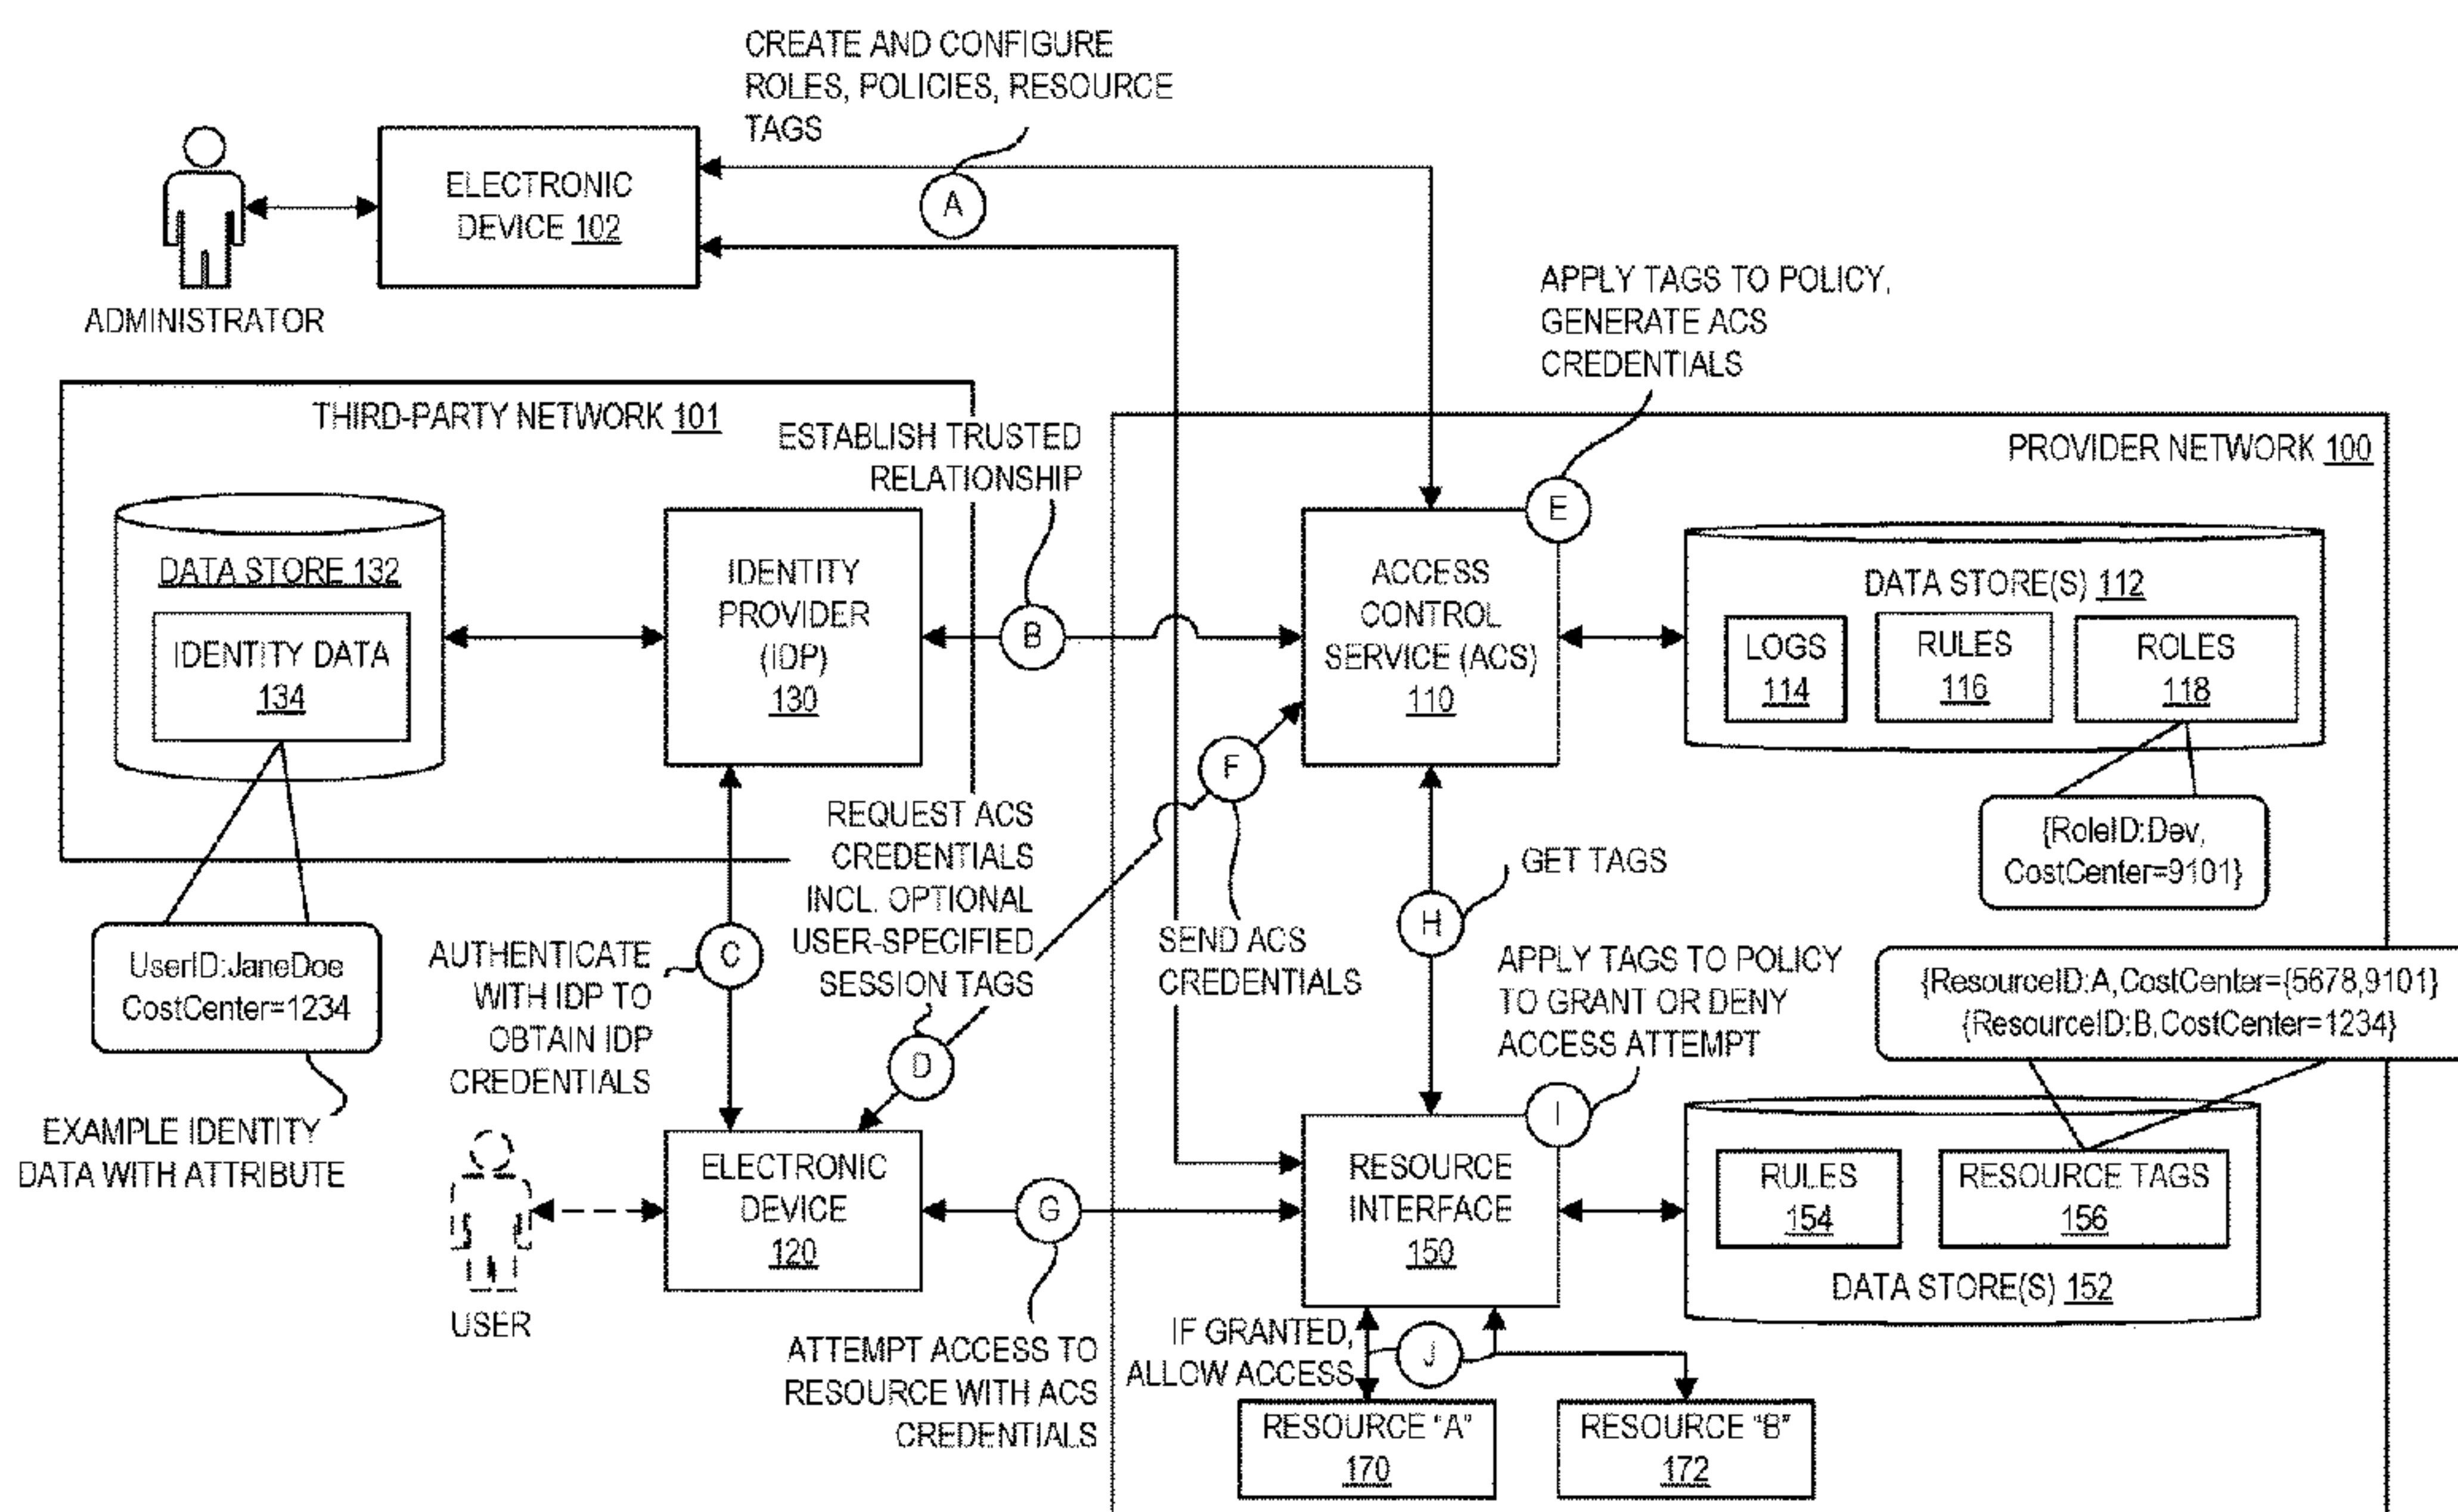 CREATE AND CONFIGURE
ROLES, POLICIES, RESOURCE
TAGS
ELECTRONIC
DEVICE 102
A
ADMINISTRATOR
APPLY TAGS TO POLICY,
GENERATE ACS
CREDENTIALS
THIRD-PARTY NETWORK 101
ESTABLISH TRUSTED
RELATIONSHIP
PROVIDER NETWORK 100
E
DATA STORE 132
IDENTITY DATA
134
IDENTITY
PROVIDER
(IDP)
130
B
ACCESS
CONTROL
SERVICE (ACS)
110
DATA STORE(S) 112
LOGS
114
RULES
116
ROLES
118
F
REQUEST ACS
CREDENTIALS
INCL. OPTIONAL
USER-SPECIFIED
SESSION TAGS
{RoleID:Dev,
CostCenter=9101}
GET TAGS
H
SEND ACS
CREDENTIALS
UserID:JaneDoe
CostCenter=1234
AUTHENTICATE
WITH IDP TO
OBTAIN IDP
CREDENTIALS
C
D
APPLY TAGS TO POLICY
TO GRANT OR DENY
ACCESS ATTEMPT
{ResourceID:A,CostCenter={5678,9101}
{ResourceID:B,CostCenter=1234}
EXAMPLE IDENTITY
DATA WITH ATTRIBUTE
USER
ELECTRONIC
DEVICE
120
G
RESOURCE
INTERFACE
150
I
RULES
154
RESOURCE TAGS
156
DATA STORE(S) 152
ATTEMPT ACCESS TO
RESOURCE WITH ACS
CREDENTIALS
IF GRANTED,
ALLOW ACCESS
J
RESOURCE "A"
170
RESOURCE "B"
172